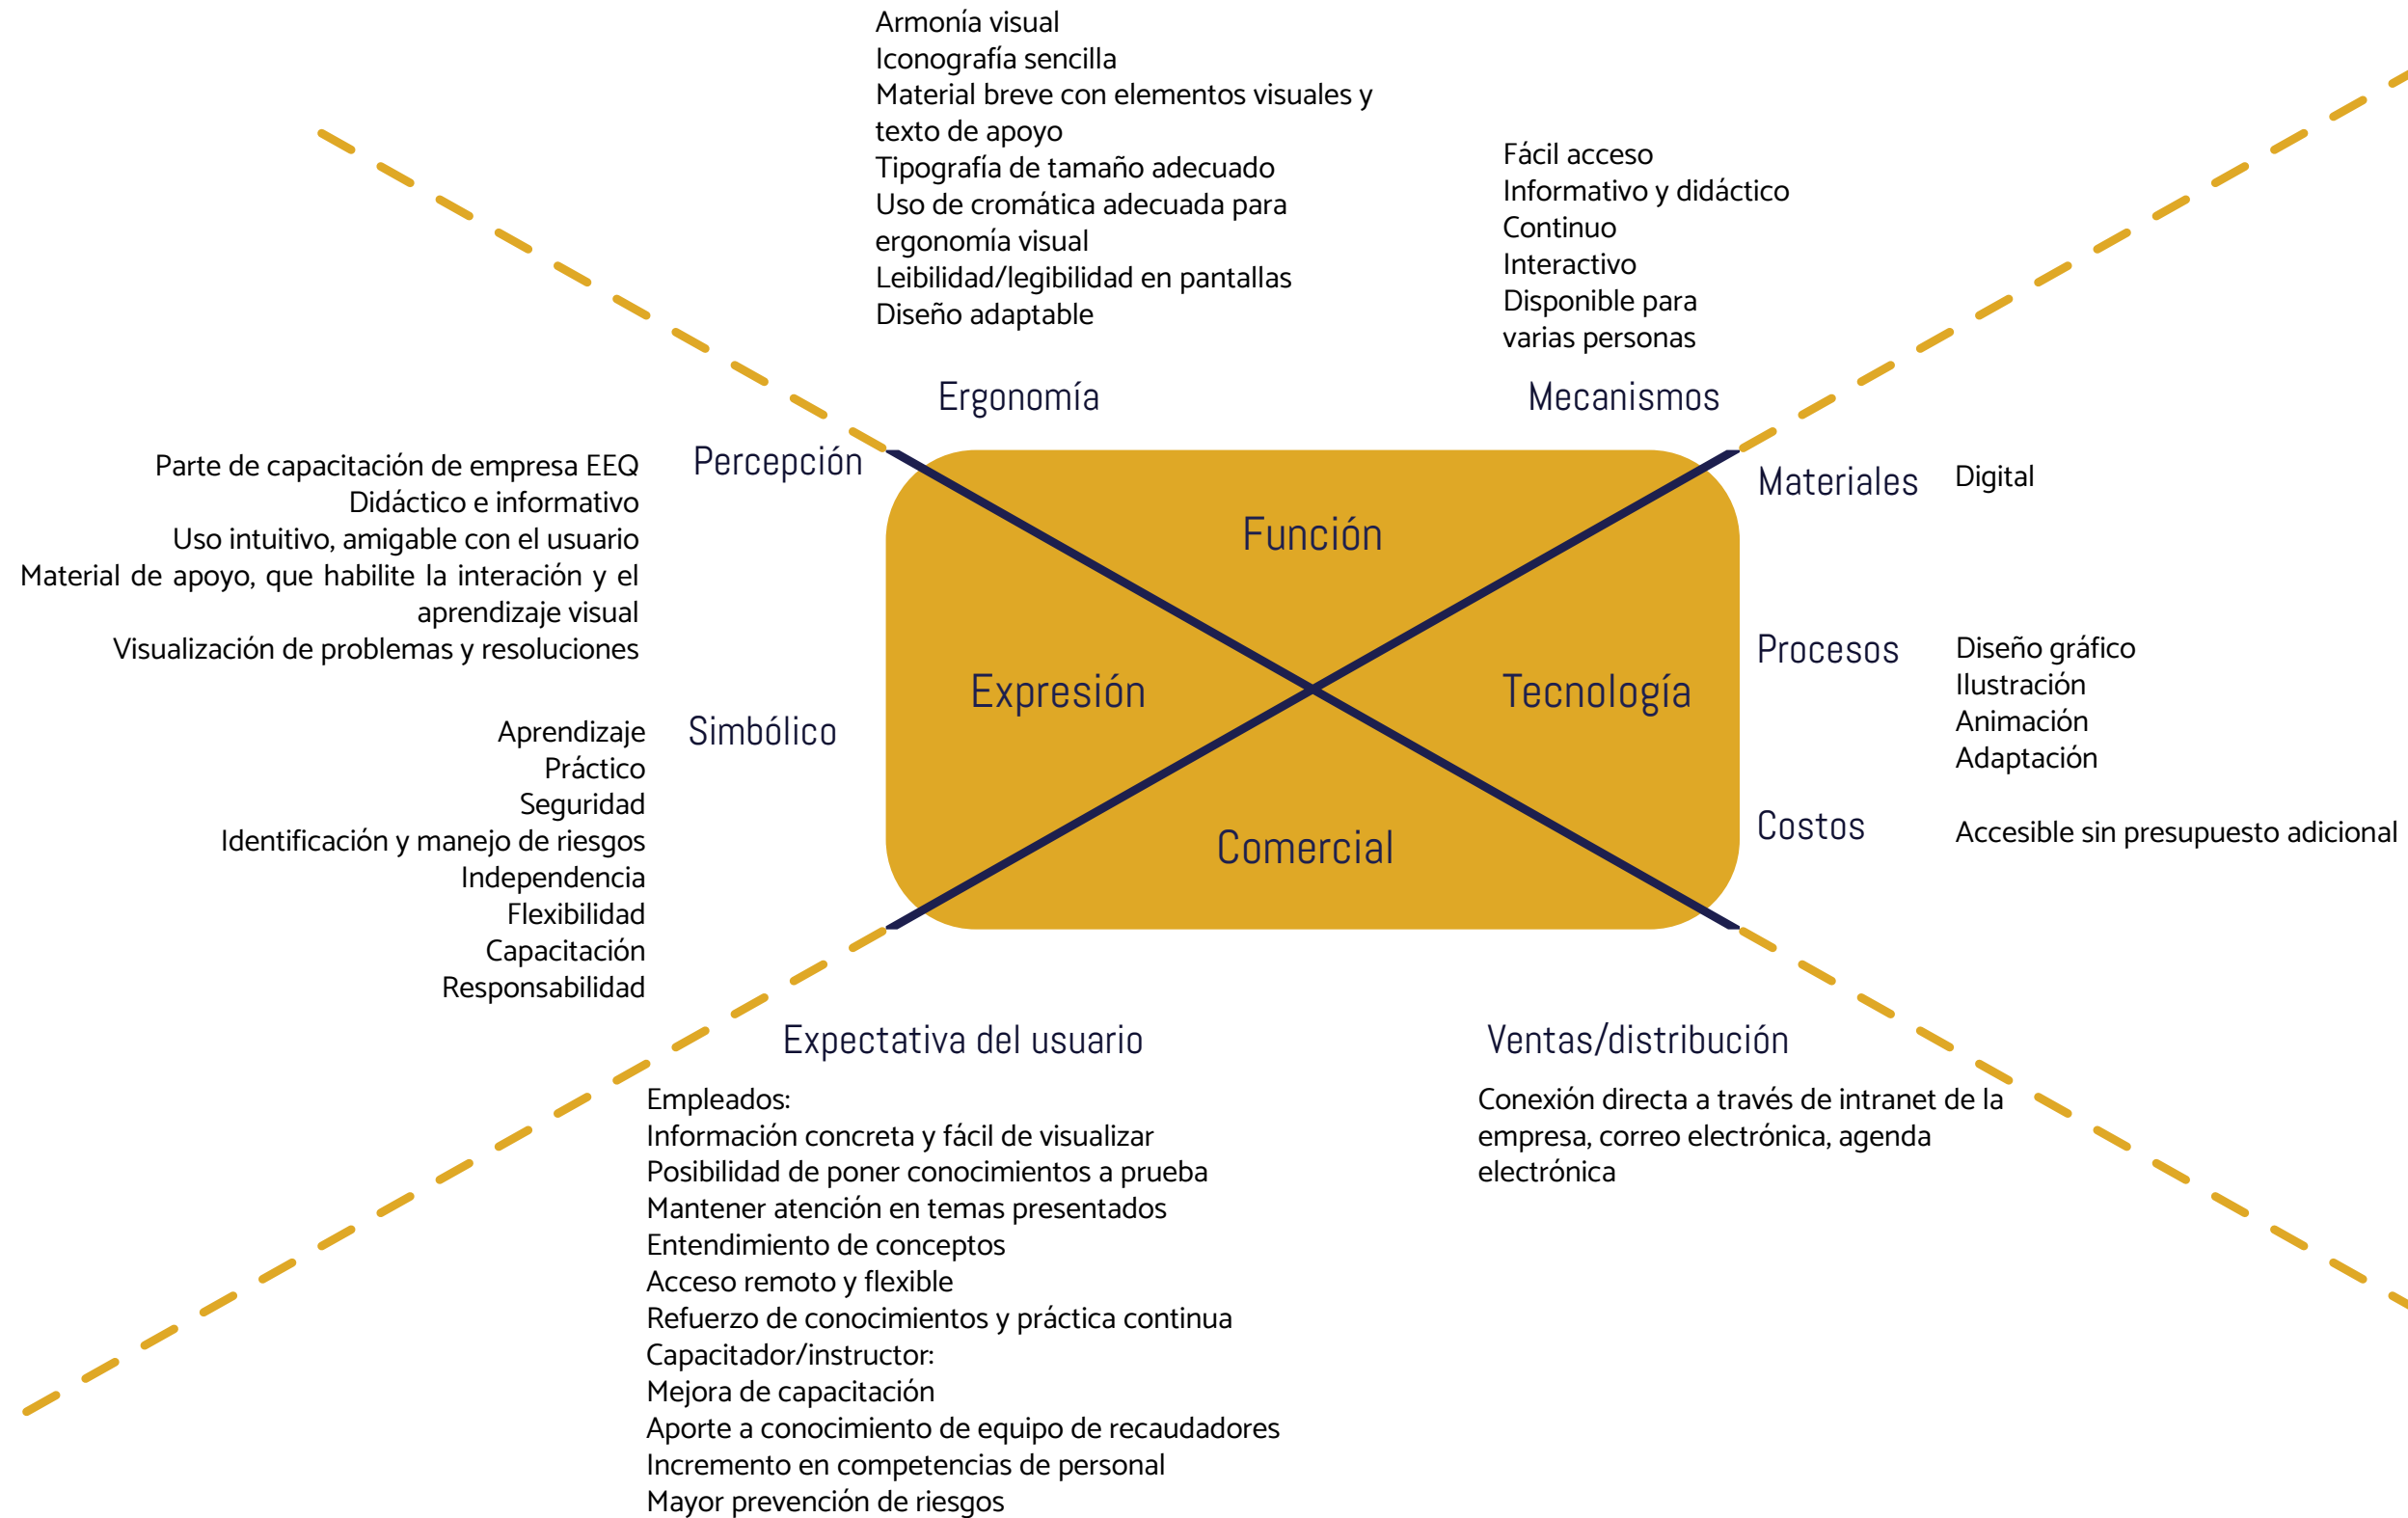 Armonía visual
Iconografía sencilla
Material breve con elementos visuales y
texto de apoyo
Tipografía de tamaño adecuado
Uso de cromática adecuada para
ergonomía visual
Leibilidad/legibilidad en pantallas
Diseño adaptable
Ergonomía
Fácil acceso
Informativo y didáctico
Continuo
Interactivo
Disponible para
varias personas
Mecanismos
Percepción
Parte de capacitación de empresa EEQ
Didáctico e informativo
Uso intuitivo, amigable con el usuario
Material de apoyo, que habilite la interación y el
aprendizaje visual
Visualización de problemas y resoluciones
Simbólico
Aprendizaje
Práctico
Seguridad
Identificación y manejo de riesgos
Independencia
Flexibilidad
Capacitación
Responsabilidad
Función
Expresión
Tecnología
Comercial
Materiales
Digital
Procesos
Diseño gráfico
Ilustración
Animación
Adaptación
Costos
Accesible sin presupuesto adicional
Expectativa del usuario
Empleados:
Información concreta y fácil de visualizar
Posibilidad de poner conocimientos a prueba
Mantener atención en temas presentados
Entendimiento de conceptos
Acceso remoto y flexible
Refuerzo de conocimientos y práctica continua
Capacitador/instructor:
Mejora de capacitación
Aporte a conocimiento de equipo de recaudadores
Incremento en competencias de personal
Mayor prevención de riesgos
Ventas/distribución
Conexión directa a través de intranet de la
empresa, correo electrónica, agenda
electrónica